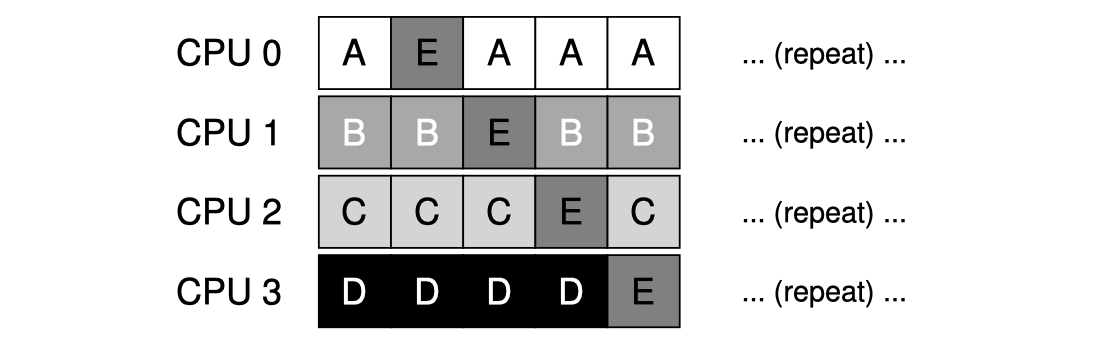 CPU 0 A E A A A ... (repeat) ...
CPU 1 B B E B B ... (repeat) ...
CPU 2 C C C E C ... (repeat) ...
CPU 3 D D D D E ... (repeat) ...